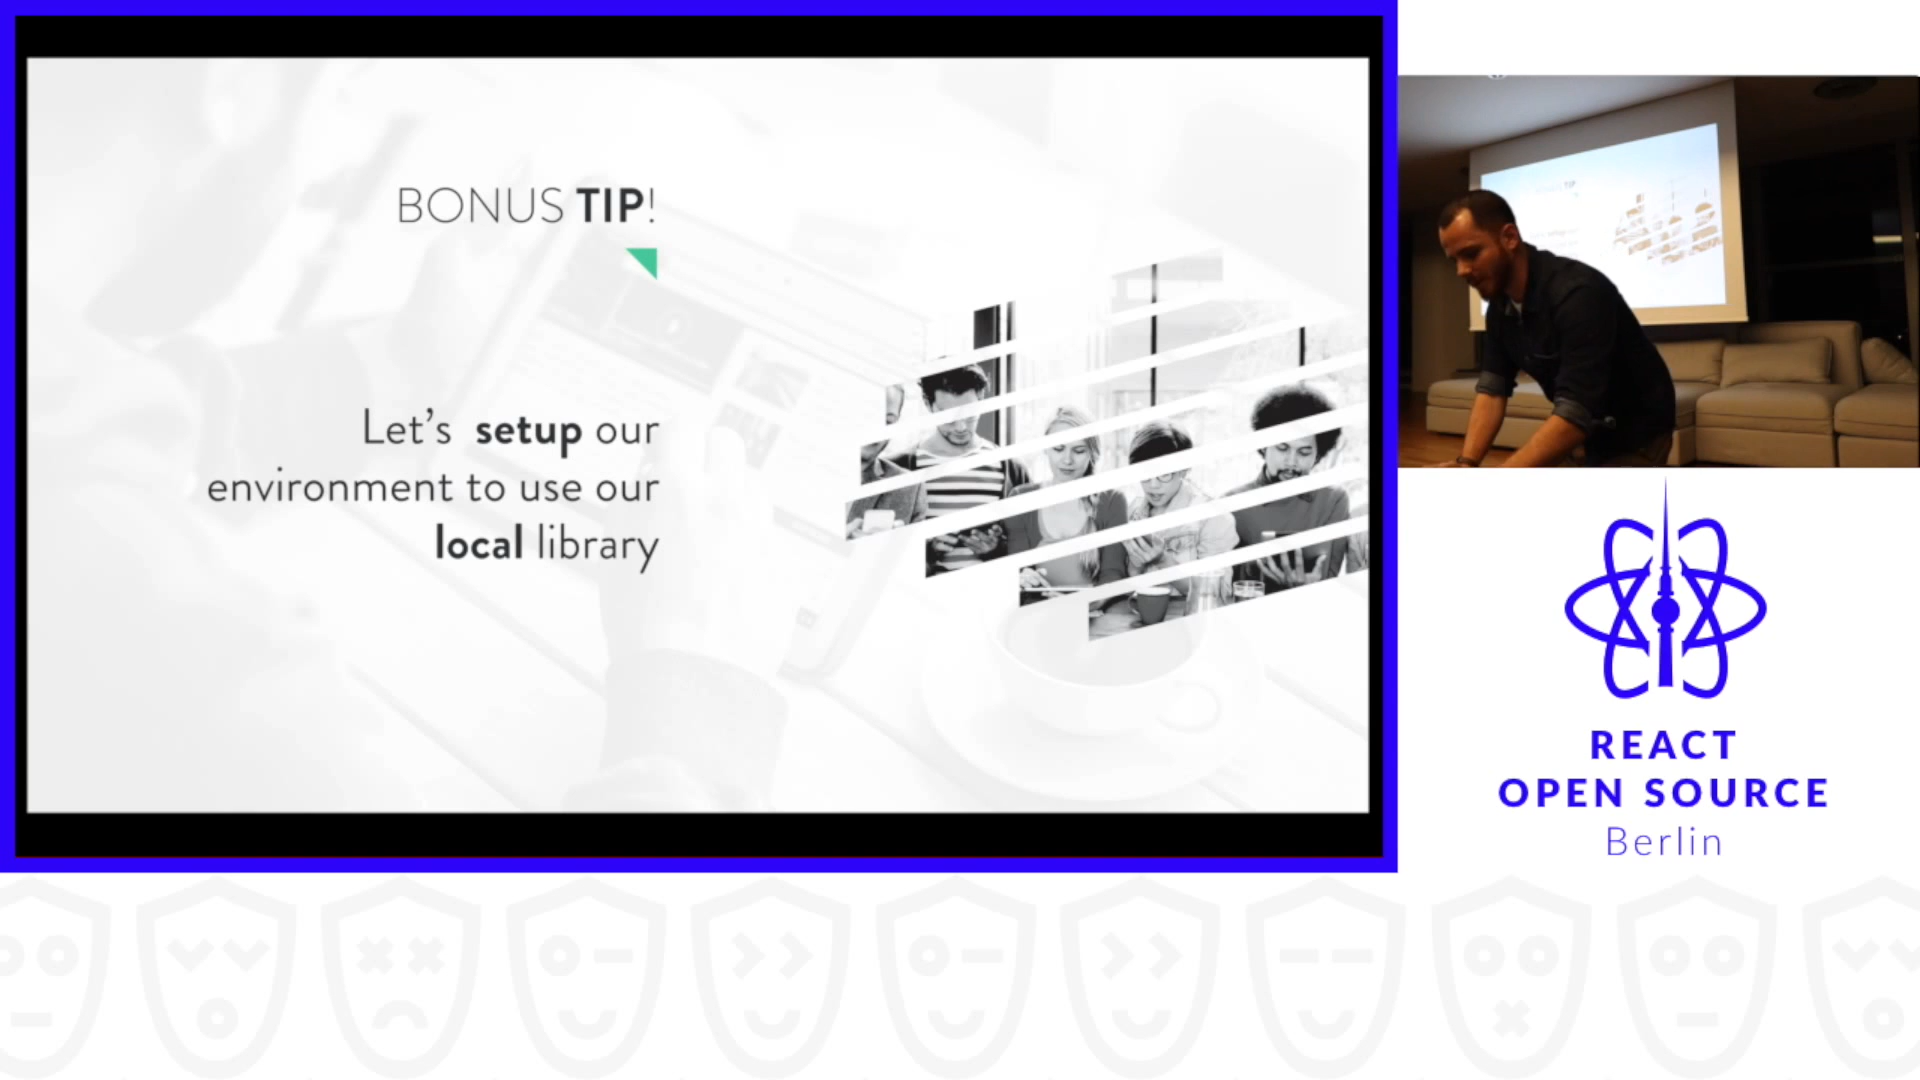 BONUS TIP!
Let's setup our
environment to use our
local library
REACT
OPEN SOURCE
Berlin